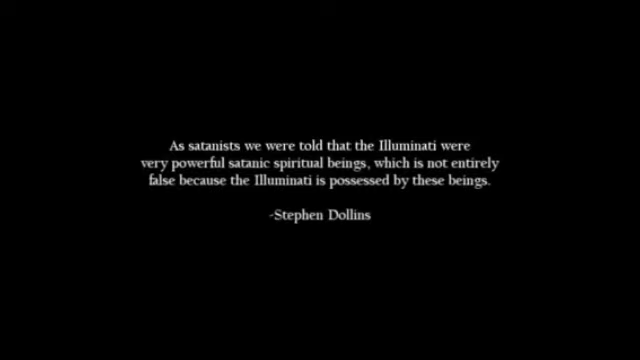 As satanists we were told that the Illuminati were
very powerful satanic spiritual beings, which is not entirely
false because the Illuminati is possessed by these beings.
-Stephen Dollins